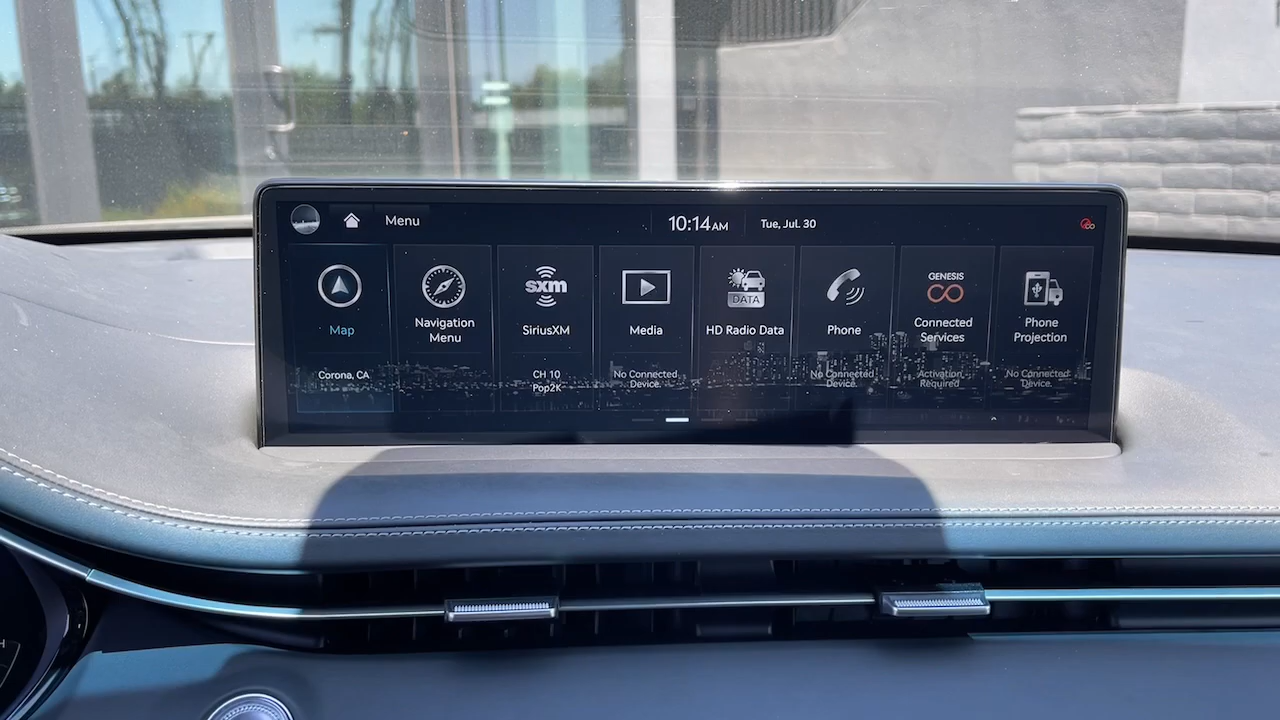 Menu
10:14 AM
Tue, Jul. 30
Map
Corona, CA
Navigation
Menu
sxm
SiriusXM
CH 10
Pop2K
Media
No Connected
Device.
DATA
HD Radio Data
Phone
No Connected
Device.
GENESIS
Connected
Services
Activation
Required
Phone
Projection
No Connected
Device.